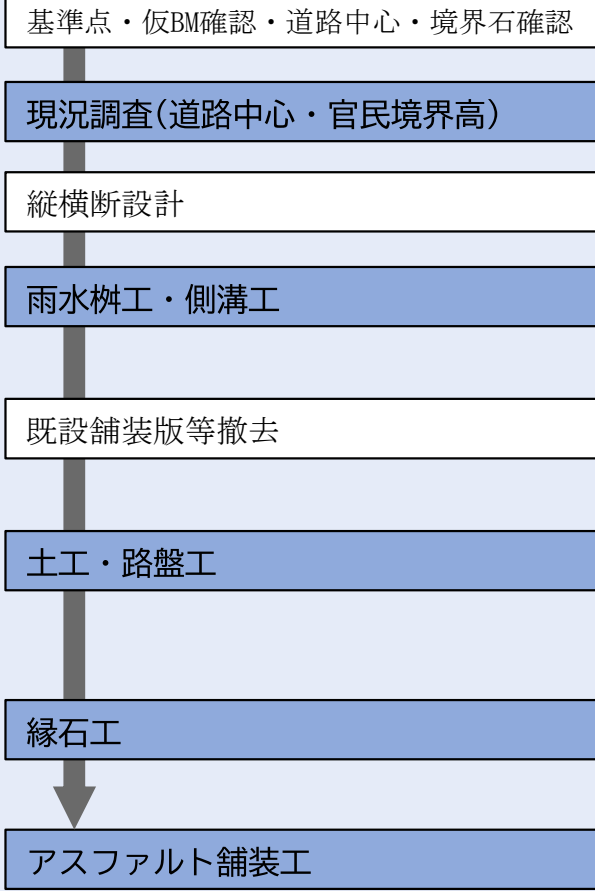 基準点・仮BM確認・道路中心・境界石確認
現況調査(道路中心・官民境界高)
縦横断設計
雨水桝工・側溝工
既設舗装版等撤去
土工・路盤工
縁石工
アスファルト舗装工